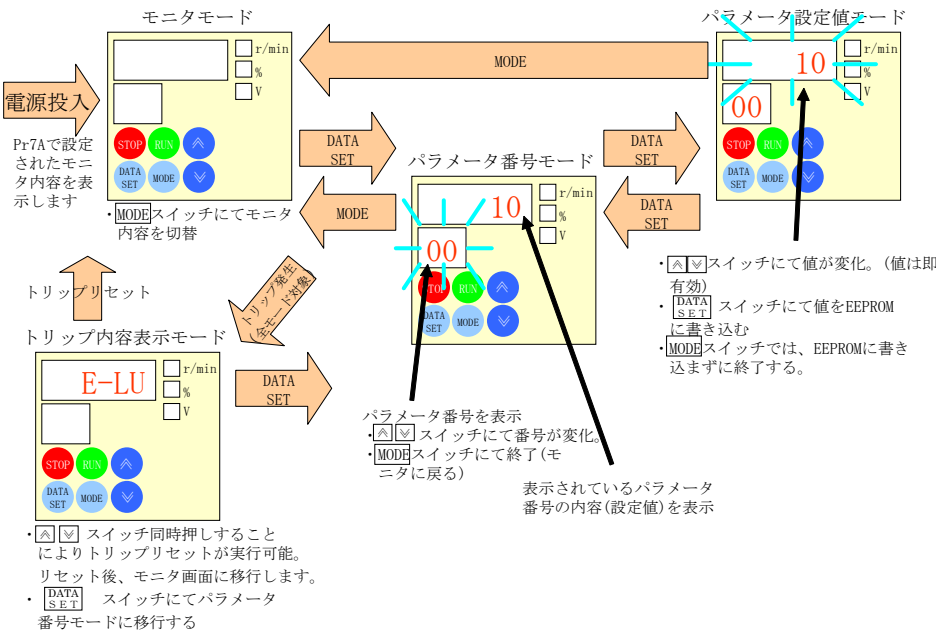 モニタモード
r/min
%
V
STOP RUN
DATA SET MODE
電源投入
Pr7Aで設定
されたモニ
タ内容を表
示します
・MODEスイッチにてモニタ
内容を切替
MODE
パラメータ設定値モード
10
r/min
%
V
00
STOP RUN
DATA SET MODE
DATA
SET
MODE
DATA
SET
DATA
SET
パラメータ番号モード
10
r/min
%
V
00
STOP RUN
DATA SET MODE
・スイッチにて値が変化。(値は即
有効)
・DATA SET スイッチにて値をEEPROM
に書き込む
・MODEスイッチでは、EEPROMに書き
込まずに終了する。
トリップリセット
トリップ発生
(全モード対象)
トリップ内容表示モード
E-LU
r/min
%
V
STOP RUN
DATA SET MODE
DATA
SET
パラメータ番号を表示
・スイッチにて番号が変化。
・MODEスイッチにて終了(モ
ニタに戻る)
表示されているパラメータ
番号の内容(設定値)を表示
・スイッチ同時押しすること
によりトリップリセットが実行可能。
リセット後、モニタ画面に移行します。
・DATA SET スイッチにてパラメータ
番号モードに移行する